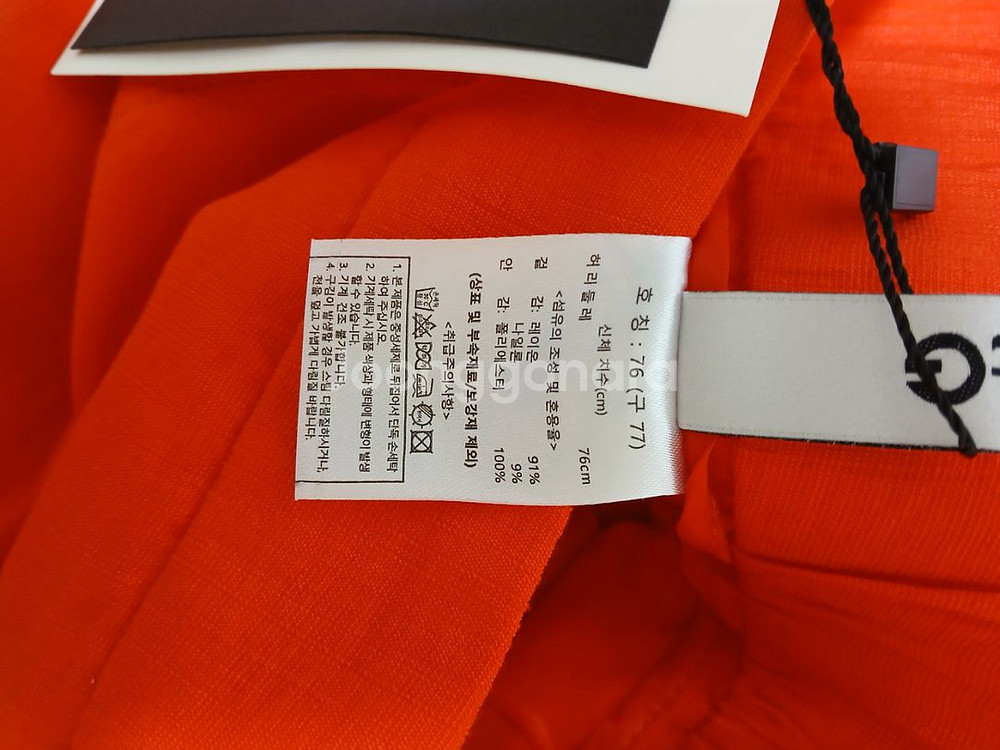 호 칭 : 76 (구 77)
신체 치수(cm)
허리 둘레 76cm
<섬유의 조성 및 혼용율>
겉 감: 레이온 91%
나일론 9%
안 감: 폴리에스터 100%
(상표 및 부속재료/보강재 제외)
<취급주의사항>
1. 본 제품은 중성세제로 뒤집어서 단독 손세탁
하여 주십시오.
2. 기계세탁 시 제품 색상과 형태에 변형이 발생
할 수 있습니다.
3. 기계 건조 불가합니다.
4. 구김이 발생할 경우 스팀 다림질하시거나,
천을 덮고 가볍게 다림질 바랍니다.